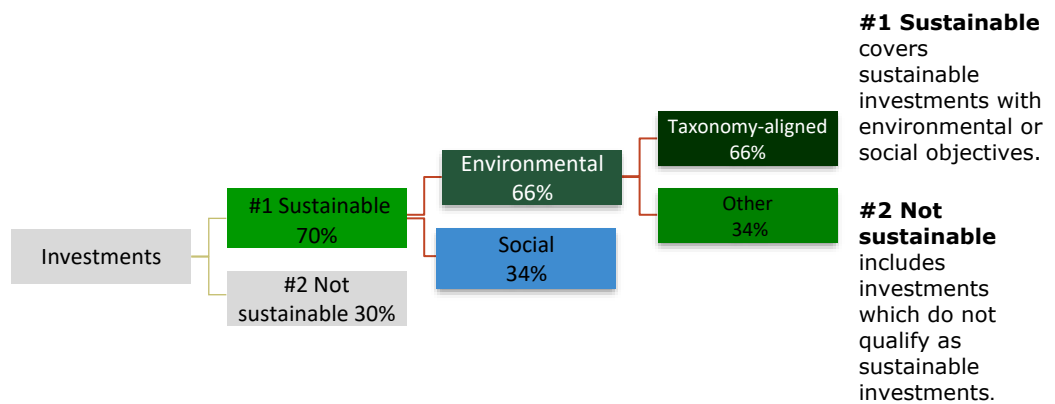 Investments
#1 Sustainable
70%
#2 Not
sustainable 30%
Environmental
66%
Social
34%
Taxonomy-aligned
66%
Other
34%
#1 Sustainable
covers
sustainable
investments with
environmental or
social objectives.
#2 Not
sustainable
includes
investments
which do not
qualify as
sustainable
investments.